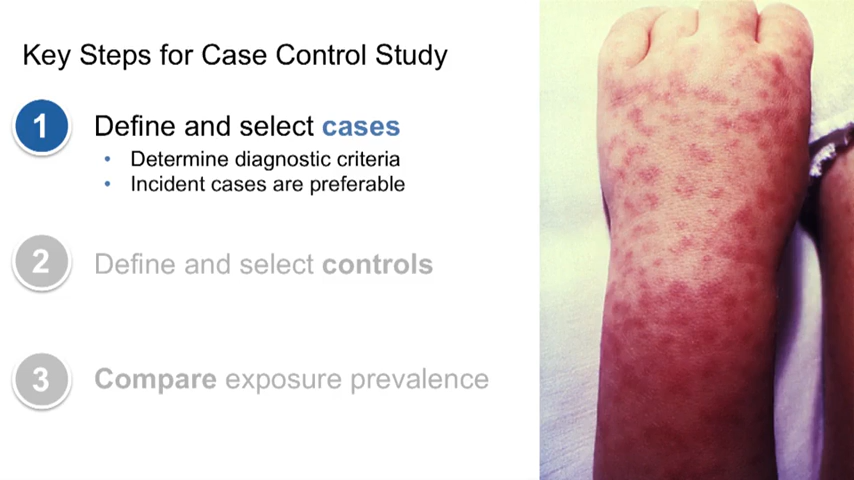 Key Steps for Case Control Study
1 Define and select cases
• Determine diagnostic criteria
• Incident cases are preferable
2 Define and select controls
3 Compare exposure prevalence